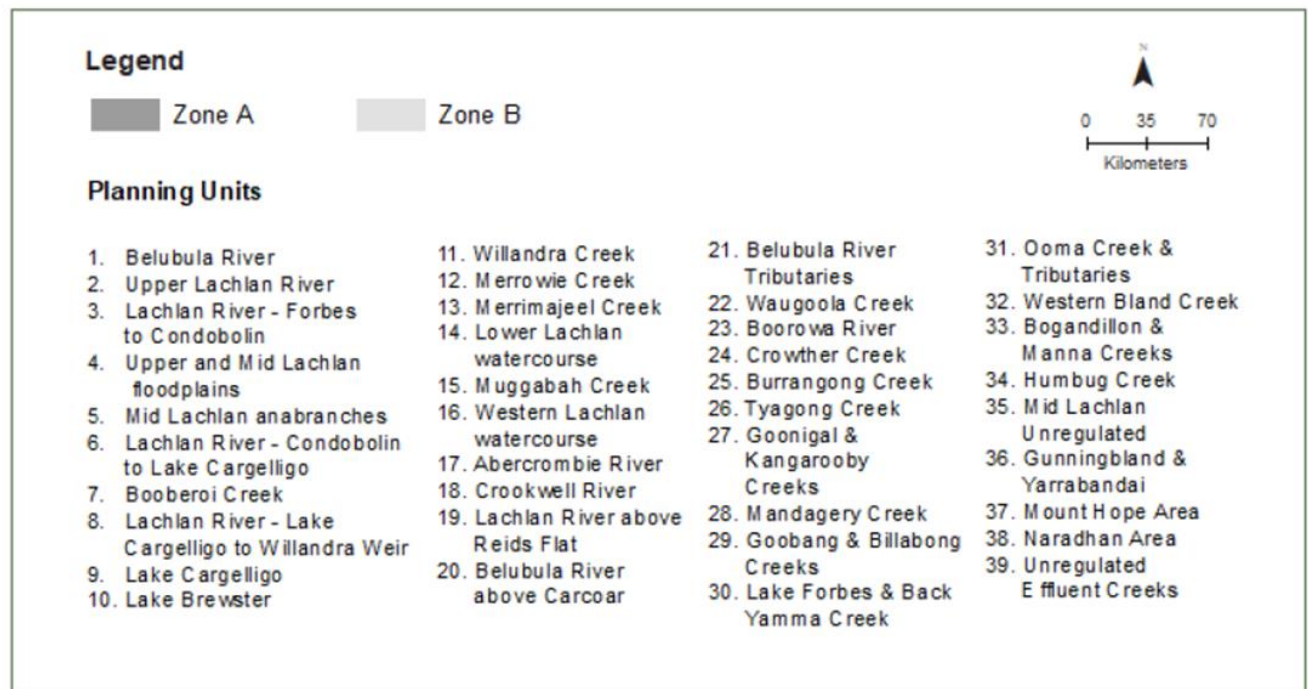 Legend
Zone A
Zone B
N
0 35 70
Kilometers
Planning Units
1. Belubula River
2. Upper Lachlan River
3. Lachlan River - Forbes
to Condobolin
4. Upper and Mid Lachlan
floodplains
5. Mid Lachlan anabranches
6. Lachlan River - Condobolin
to Lake Cargelligo
7. Booberoi Creek
8. Lachlan River - Lake
Cargelligo to Willandra Weir
9. Lake Cargelligo
10. Lake Brewster
11. Willandra Creek
12. Merrowie Creek
13. Merrimajeel Creek
14. Lower Lachlan
watercourse
15. Muggabah Creek
16. Western Lachlan
watercourse
17. Abercrombie River
18. Crookwell River
19. Lachlan River above
Reids Flat
20. Belubula River
above Carcoar
21. Belubula River
Tributaries
22. Waugoola Creek
23. Boorowa River
24. Crowther Creek
25. Burrangong Creek
26. Tyagong Creek
27. Goonigal &
Kangarooby
Creeks
28. Mandagery Creek
29. Goobang & Billabong
Creeks
30. Lake Forbes & Back
Yamma Creek
31. Ooma Creek &
Tributaries
32. Western Bland Creek
33. Bogandillon &
Manna Creeks
34. Humbug Creek
35. Mid Lachlan
Unregulated
36. Gunningbland &
Yarrabandai
37. Mount Hope Area
38. Naradhan Area
39. Unregulated
Effluent Creeks